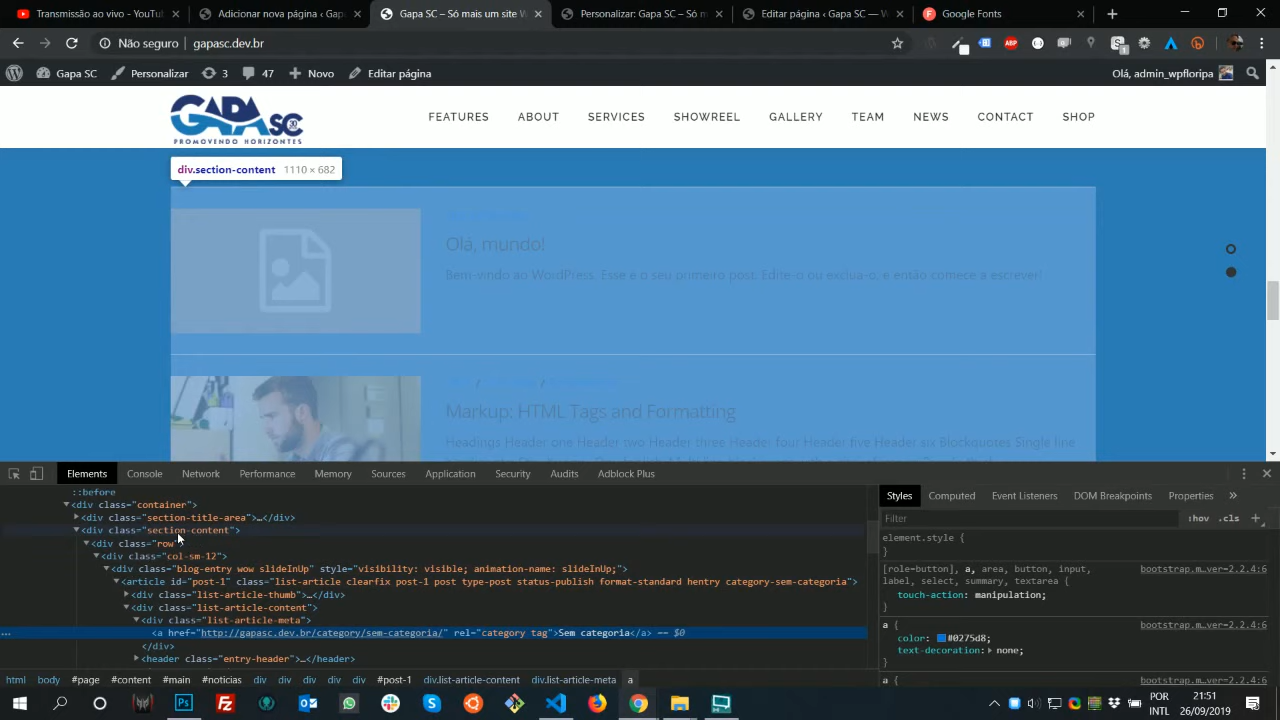 Transmissão ao vivo - YouTu
Adicionar nova página ‹ Gapa
Gapa SC – Só mais um site W
Personalizar: Gapa SC – Só m
Editar página ‹ Gapa SC — W
Google Fonts
Não seguro | gapasc.dev.br
Gapa SC
Personalizar
3
47
Novo
Editar página
Olá, admin_wpfloripa
GAPA SC
PROMOVENDO HORIZONTES
FEATURES ABOUT SERVICES SHOWREEL GALLERY TEAM NEWS CONTACT SHOP
div.section-content 1110 × 682
Olá, mundo!
Bem-vindo ao WordPress. Esse é o seu primeiro post. Edite-o ou exclua-o, e então comece a escrever!
Markup: HTML Tags and Formatting
Headings Header one Header two Header three Header four Header five Header six Blockquotes Single line
Elements Console Network Performance Memory Sources Application Security Audits Adblock Plus
::before
<div class="container">
<div class="section-title-area">…</div>
<div class="section-content">
<div class="row"
<div class="col-sm-12">
<div class="blog-entry wow slideInUp" style="visibility: visible; animation-name: slideInUp;">
<article id="post-1" class="list-article clearfix post-1 post type-post status-publish format-standard hentry category-sem-categoria">
<div class="list-article-thumb">…</div>
<div class="list-article-content">
<div class="list-article-meta">
<a href="http://gapasc.dev.br/category/sem-categoria/" rel="category tag">Sem categoria</a> == $0
</div>
<header class="entry-header">…</header>
html body #page #content #main #noticias div div div div #post-1 div.list-article-content div.list-article-meta a
Styles Computed Event Listeners DOM Breakpoints Properties
Filter :hov .cls
element.style {
}
[role=button], a, area, button, input, bootstrap.m…ver=2.2.4:6
label, select, summary, textarea {
touch-action: manipulation;
}
a { bootstrap.m…ver=2.2.4:6
color: #0275d8;
text-decoration: none;
}
a { bootstrap.m…ver=2.2.4:6
POR
INTL
21:51
26/09/2019